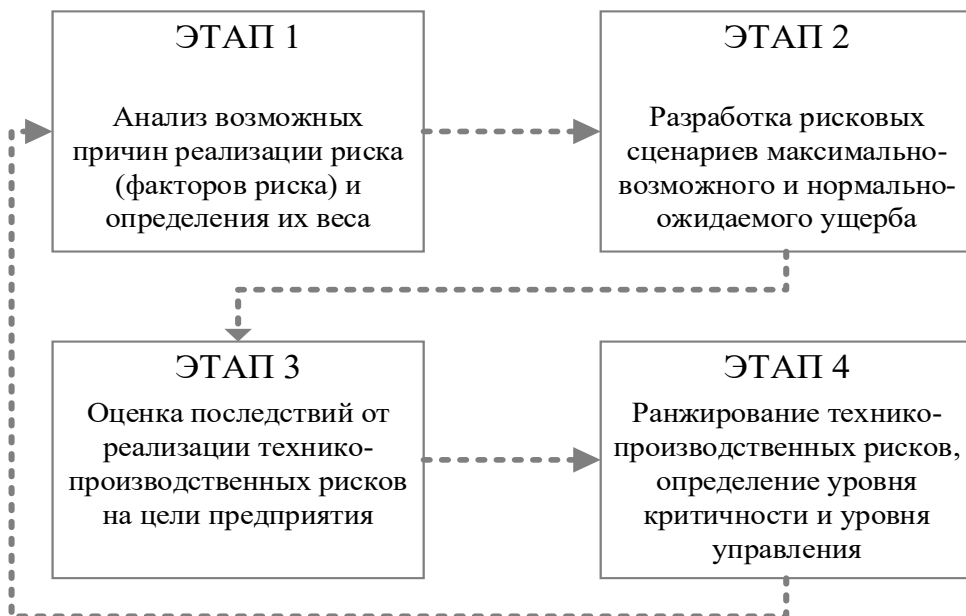 ЭТАП 1
Анализ возможных
причин реализации риска
(факторов риска) и
определения их веса
ЭТАП 2
Разработка рисковых
сценариев максимально-
возможного и нормально-
ожидаемого ущерба
ЭТАП 3
Оценка последствий от
реализации технико-
производственных рисков
на цели предприятия
ЭТАП 4
Ранжирование технико-
производственных рисков,
определение уровня
критичности и уровня
управления